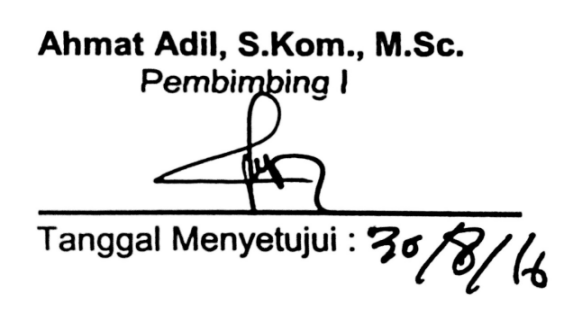 Ahmat Adil, S.Kom., M.Sc.
Pembimbing I
Tanggal Menyetujui : 30/8/16